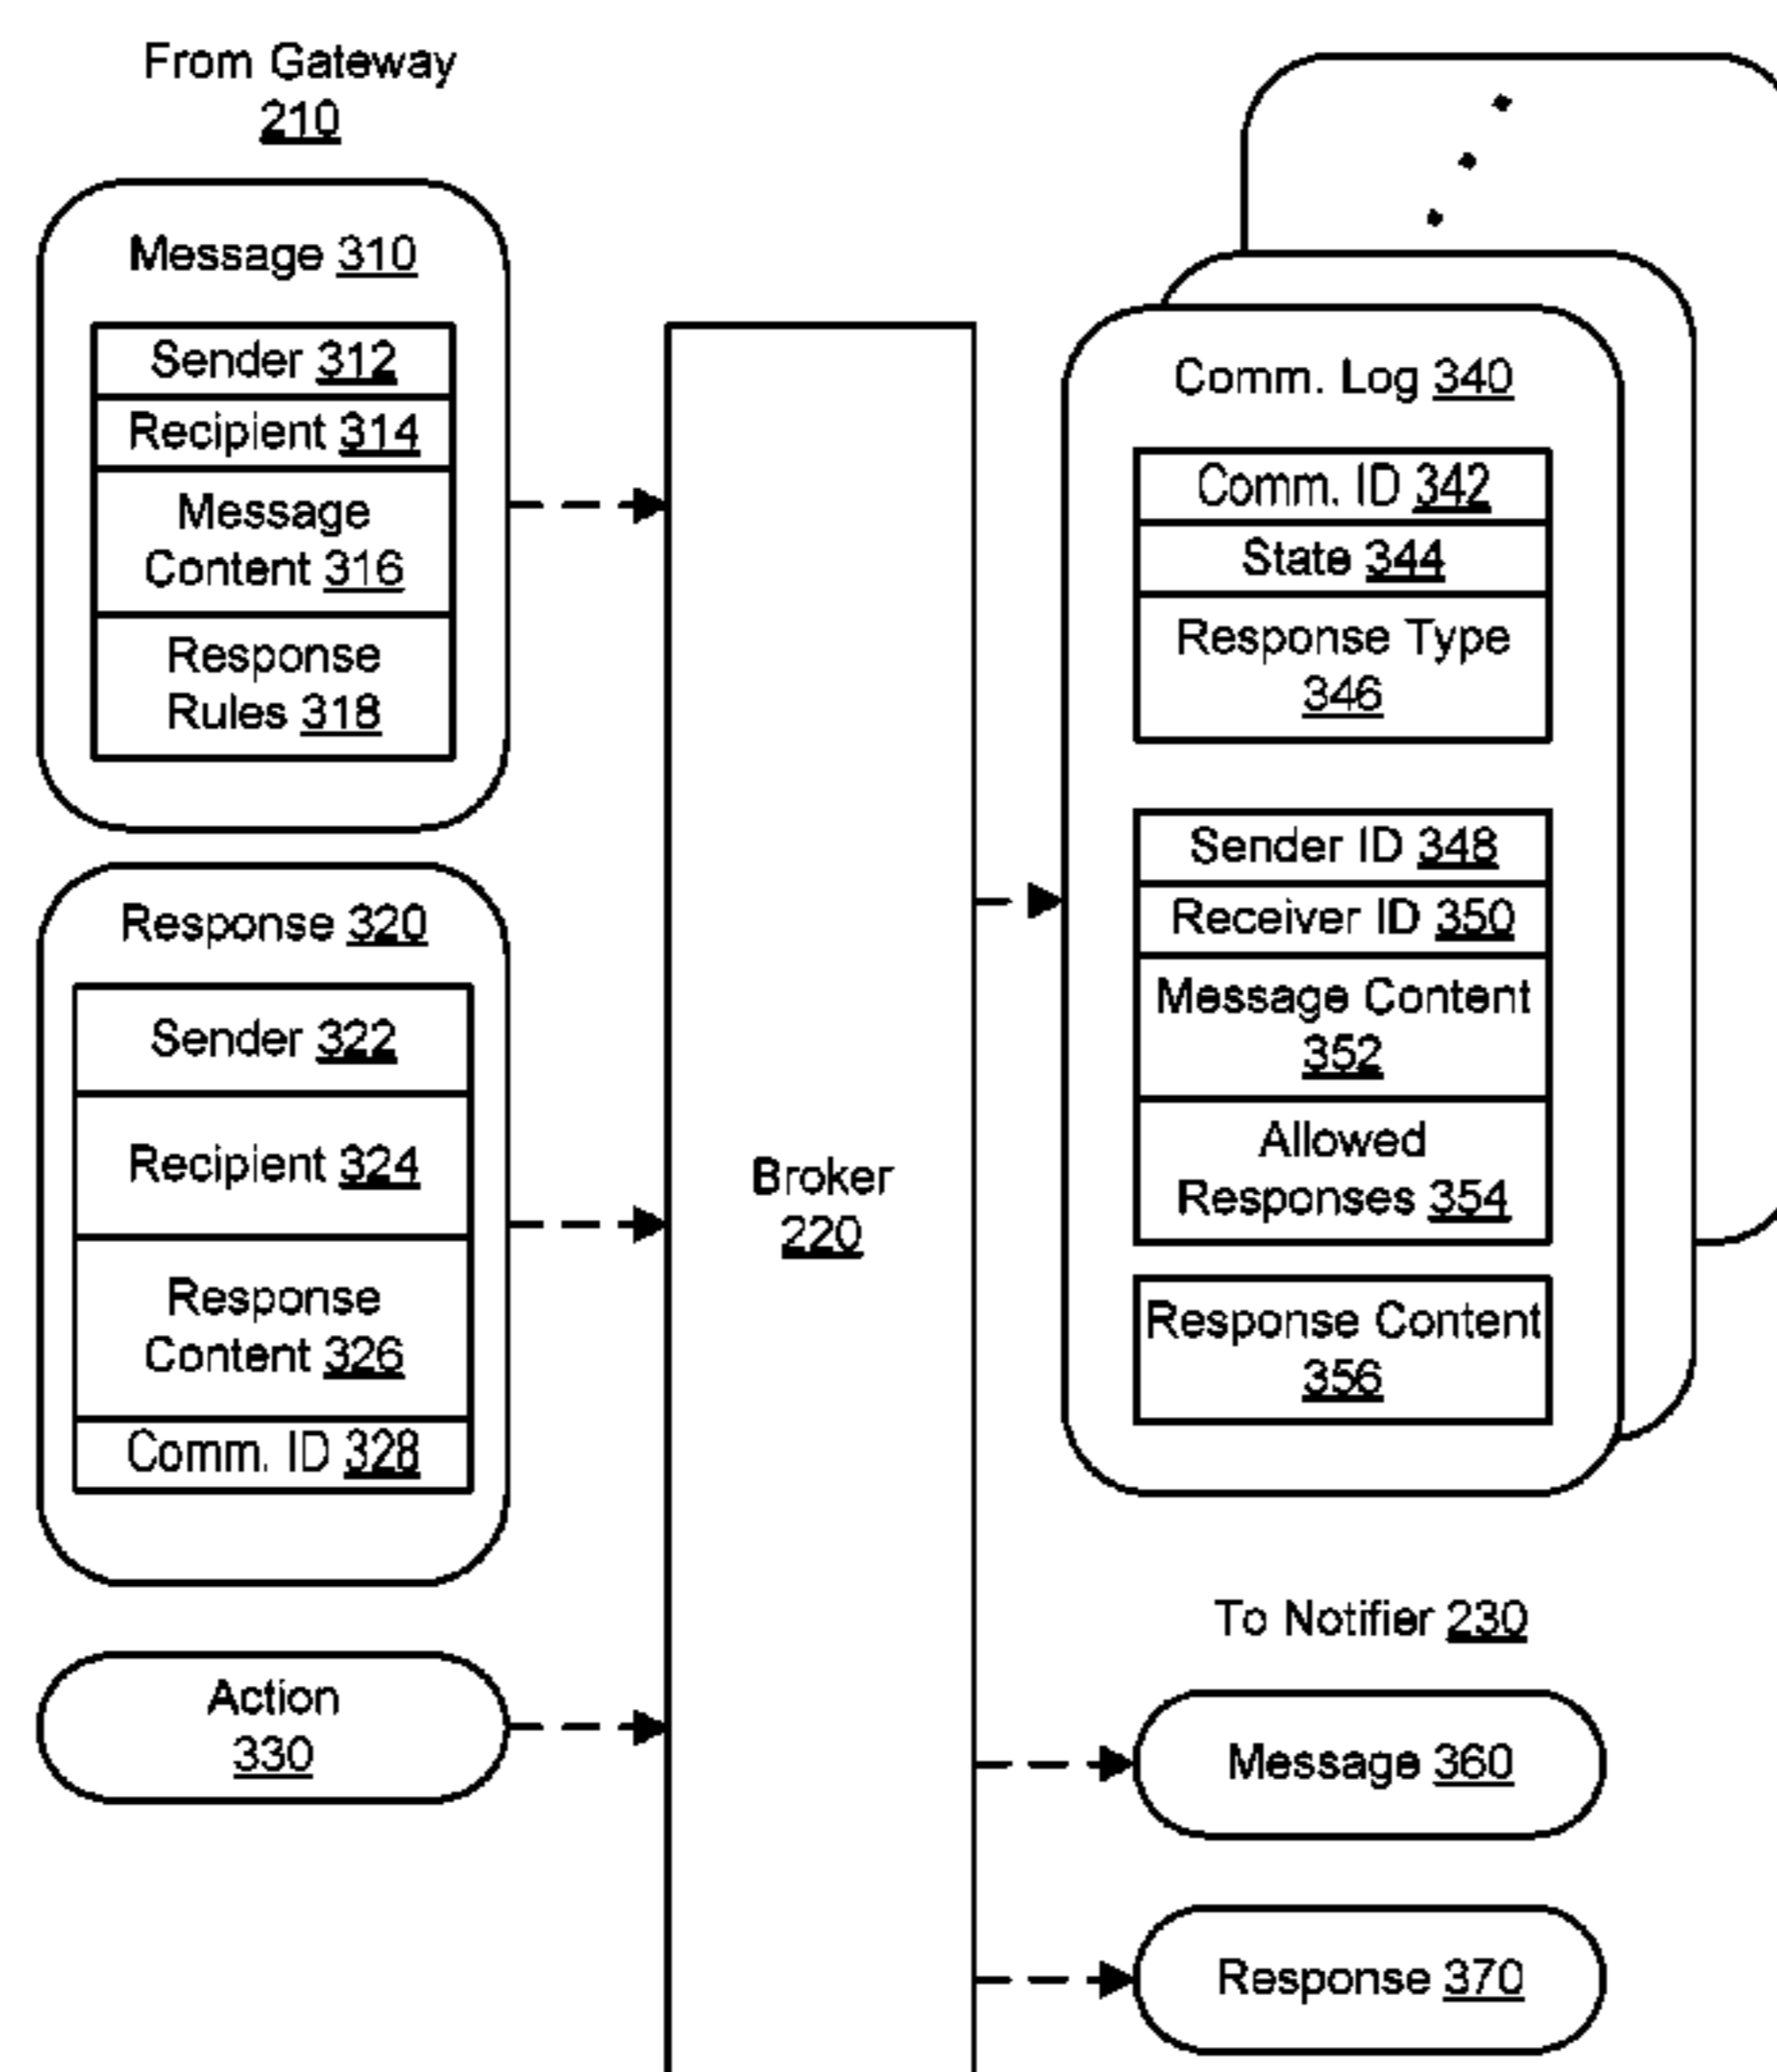 From Gateway
210
Message 310
Sender 312
Recipient 314
Message
Content 316
Response
Rules 318
Response 320
Sender 322
Recipient 324
Response
Content 326
Comm. ID 328
Action
330
Broker
220
Comm. Log 340
Comm. ID 342
State 344
Response Type
346
Sender ID 348
Receiver ID 350
Message Content
352
Allowed
Responses 354
Response Content
356
To Notifier 230
Message 360
Response 370